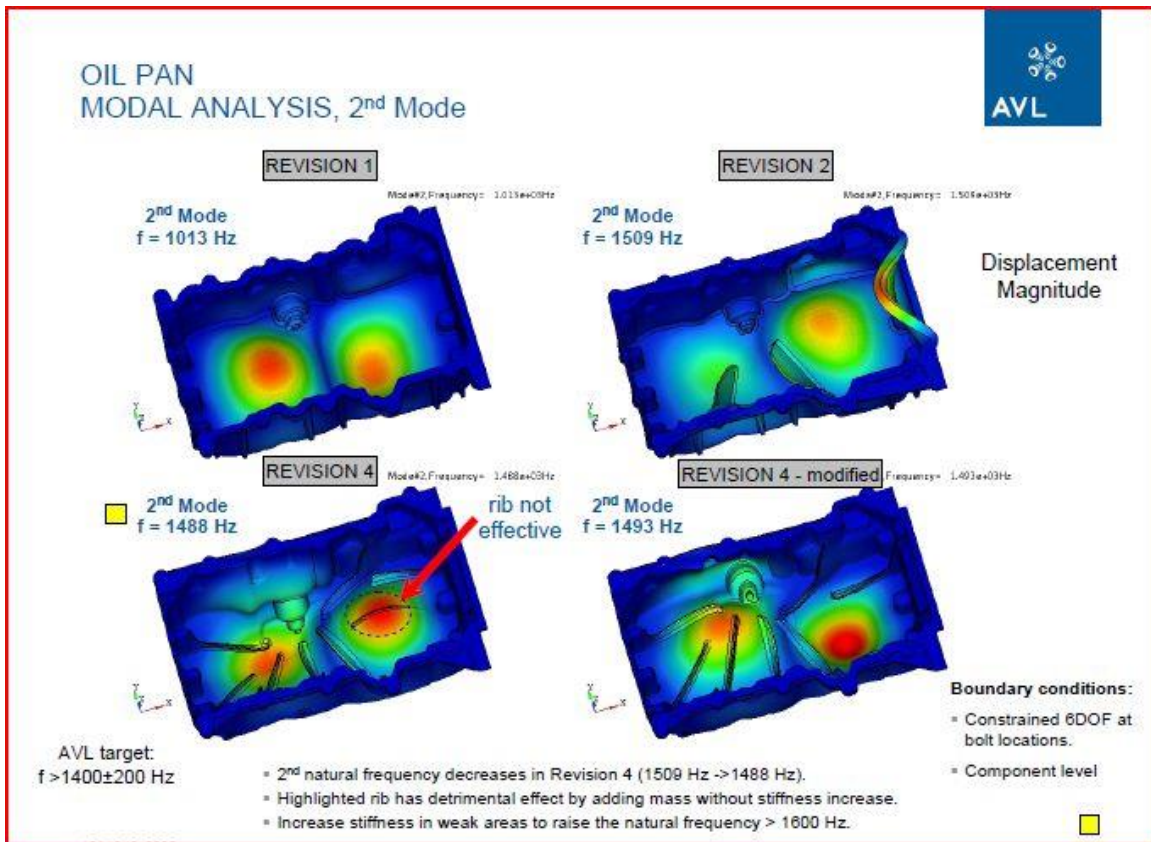 OIL PAN
MODAL ANALYSIS, 2nd Mode
AVL
REVISION 1
Mode#2,Frequency= 1.013e+03Hz
2nd Mode
f = 1013 Hz
REVISION 2
Mode#2,Frequency= 1.509e+03Hz
2nd Mode
f = 1509 Hz
Displacement
Magnitude
REVISION 4
Mode#2,Frequency= 1.488e+03Hz
2nd Mode
f = 1488 Hz
rib not
effective
REVISION 4 - modified
,Frequency= 1.493e+03Hz
2nd Mode
f = 1493 Hz
Boundary conditions:
▪ Constrained 6DOF at
bolt locations.
▪ Component level
AVL target:
f >1400±200 Hz
▪ 2nd natural frequency decreases in Revision 4 (1509 Hz ->1488 Hz).
▪ Highlighted rib has detrimental effect by adding mass without stiffness increase.
▪ Increase stiffness in weak areas to raise the natural frequency > 1600 Hz.